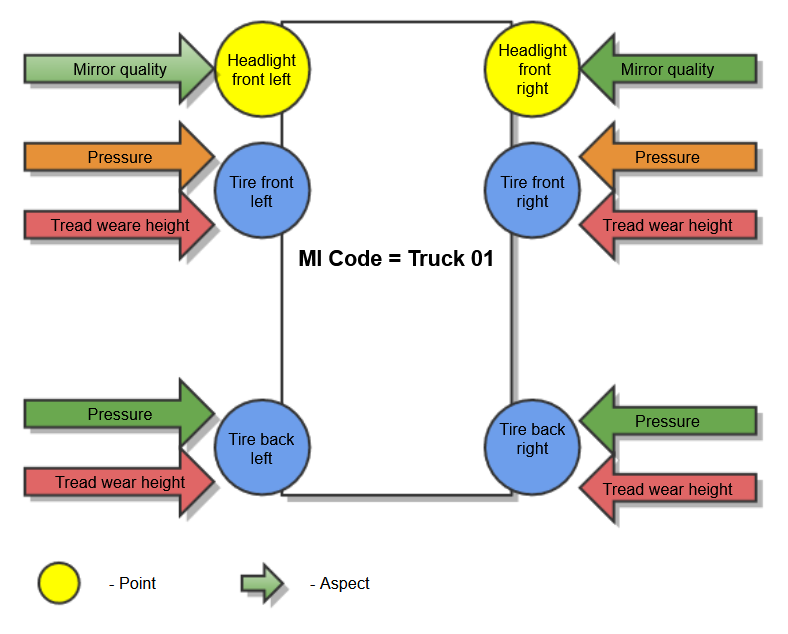 Mirror quality
Headlight
front left
Headlight
front
right
Mirror quality
Pressure
Tread weare height
Tire front
left
Tire front
right
Pressure
Tread wear height
MI Code = Truck 01
Pressure
Tread wear height
Tire back
left
Tire back
right
Pressure
Tread wear height
- Point
- Aspect